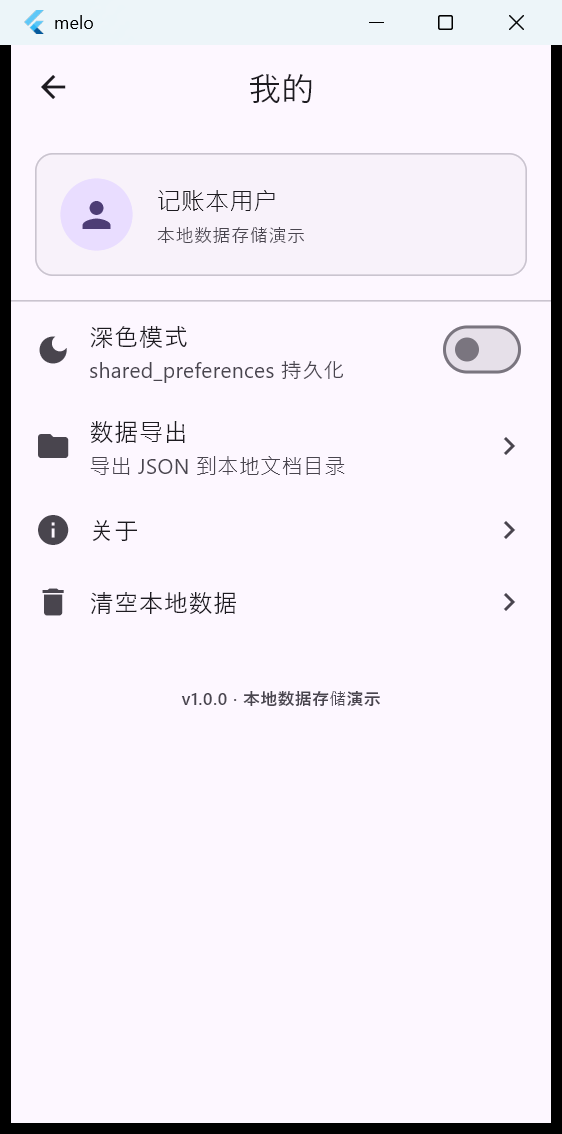 melo
我的
记账本用户
本地数据存储演示
深色模式
shared_preferences 持久化
数据导出
导出 JSON 到本地文档目录
关于
清空本地数据
v1.0.0 · 本地数据存储演示